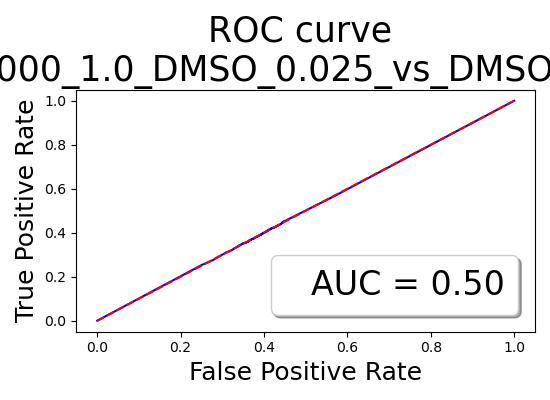 ROC curve
000_1.0_DMSO_0.025_vs_DMSO
1.0
0.8
0.6
0.4
0.2
0.0
True Positive Rate
AUC = 0.50
0.0 0.2 0.4 0.6 0.8 1.0
False Positive Rate